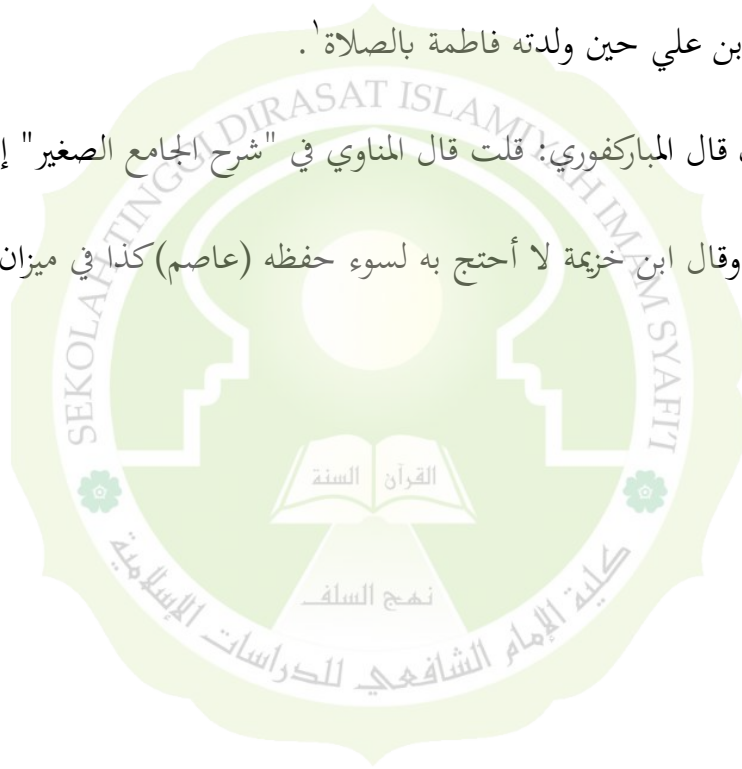 بن علي حين ولدته فاطمة بالصلاة١.
قال المباركفوري: قلت قال المناوي في "شرح الجامع الصغير" إ
وقال ابن خزيمة لا أحتج به لسوء حفظه (عاصم) كذا في ميزان
SEKOLAH TINGGI DIRASAT ISLAMIYAH IMAM SYAFI'I
القرآن السنة
نهج السلف
كلية الإمام الشافعي للدراسات الإسلامية